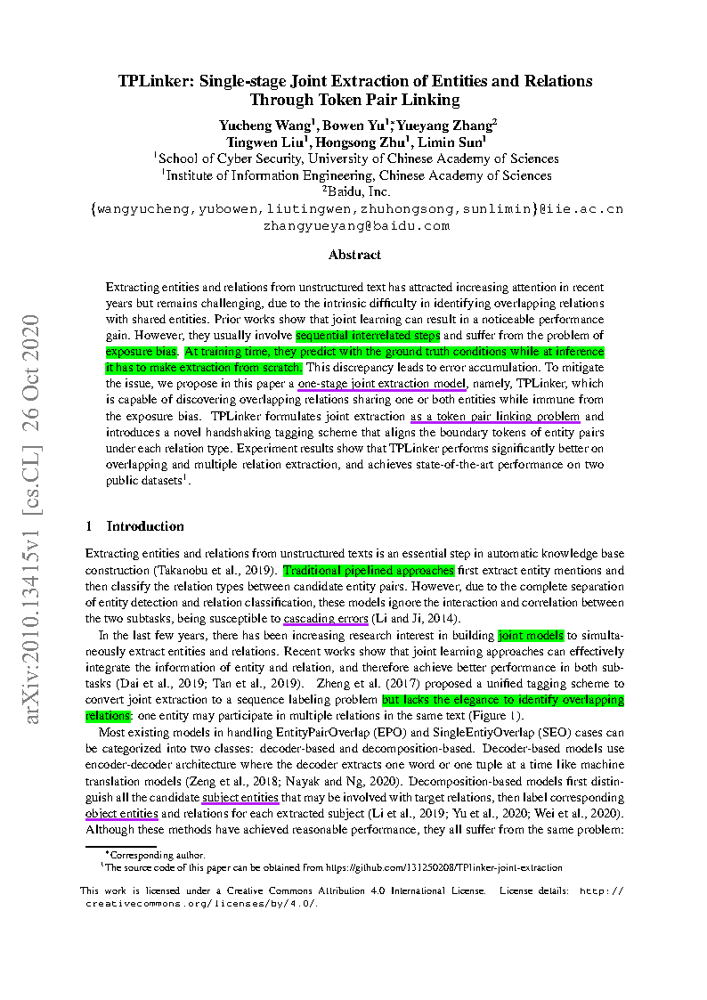 TPLinker: Single-stage Joint Extraction of Entities and Relations
Through Token Pair Linking
Yucheng Wang1, Bowen Yu1*, Yueyang Zhang2
Tingwen Liu1, Hongsong Zhu1, Limin Sun1
1School of Cyber Security, University of Chinese Academy of Sciences
1Institute of Information Engineering, Chinese Academy of Sciences
2Baidu, Inc.
{wangyucheng,yubowen,liutingwen,zhuhongsong,sunlimin}@iie.ac.cn
zhangyueyang@baidu.com
Abstract
Extracting entities and relations from unstructured text has attracted increasing attention in recent
years but remains challenging, due to the intrinsic difficulty in identifying overlapping relations
with shared entities. Prior works show that joint learning can result in a noticeable performance
gain. However, they usually involve sequential interrelated steps and suffer from the problem of
exposure bias. At training time, they predict with the ground truth conditions while at inference
it has to make extraction from scratch. This discrepancy leads to error accumulation. To mitigate
the issue, we propose in this paper a one-stage joint extraction model, namely, TPLinker, which
is capable of discovering overlapping relations sharing one or both entities while immune from
the exposure bias. TPLinker formulates joint extraction as a token pair linking problem and
introduces a novel handshaking tagging scheme that aligns the boundary tokens of entity pairs
under each relation type. Experiment results show that TPLinker performs significantly better on
overlapping and multiple relation extraction, and achieves state-of-the-art performance on two
public datasets1.
1 Introduction
Extracting entities and relations from unstructured texts is an essential step in automatic knowledge base
construction (Takanobu et al., 2019). Traditional pipelined approaches first extract entity mentions and
then classify the relation types between candidate entity pairs. However, due to the complete separation
of entity detection and relation classification, these models ignore the interaction and correlation between
the two subtasks, being susceptible to cascading errors (Li and Ji, 2014).
In the last few years, there has been increasing research interest in building joint models to simulta-
neously extract entities and relations. Recent works show that joint learning approaches can effectively
integrate the information of entity and relation, and therefore achieve better performance in both sub-
tasks (Dai et al., 2019; Tan et al., 2019). Zheng et al. (2017) proposed a unified tagging scheme to
convert joint extraction to a sequence labeling problem but lacks the elegance to identify overlapping
relations: one entity may participate in multiple relations in the same text (Figure 1).
Most existing models in handling EntityPairOverlap (EPO) and SingleEntiyOverlap (SEO) cases can
be categorized into two classes: decoder-based and decomposition-based. Decoder-based models use
encoder-decoder architecture where the decoder extracts one word or one tuple at a time like machine
translation models (Zeng et al., 2018; Nayak and Ng, 2020). Decomposition-based models first distin-
guish all the candidate subject entities that may be involved with target relations, then label corresponding
object entities and relations for each extracted subject (Li et al., 2019; Yu et al., 2020; Wei et al., 2020).
Although these methods have achieved reasonable performance, they all suffer from the same problem:
*Corresponding author.
1The source code of this paper can be obtained from https://github.com/131250208/TPlinker-joint-extraction
This work is licensed under a Creative Commons Attribution 4.0 International License. License details: http://
creativecommons.org/licenses/by/4.0/.
arXiv:2010.13415v1 [cs.CL] 26 Oct 2020